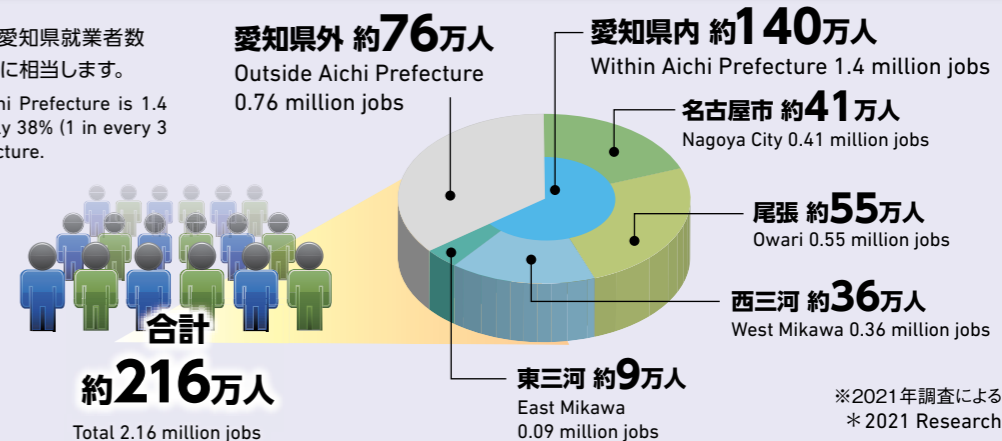 愛知県就業者数
に相当します。
hi Prefecture is 1.4
ly 38% (1 in every 3
cture.
愛知県外 約76万人
Outside Aichi Prefecture
0.76 million jobs
愛知県内 約140万人
Within Aichi Prefecture 1.4 million jobs
名古屋市 約41万人
Nagoya City 0.41 million jobs
尾張 約55万人
Owari 0.55 million jobs
西三河 約36万人
West Mikawa 0.36 million jobs
東三河 約9万人
East Mikawa
0.09 million jobs
合計
約216万人
Total 2.16 million jobs
※2021年調査による
＊2021 Research